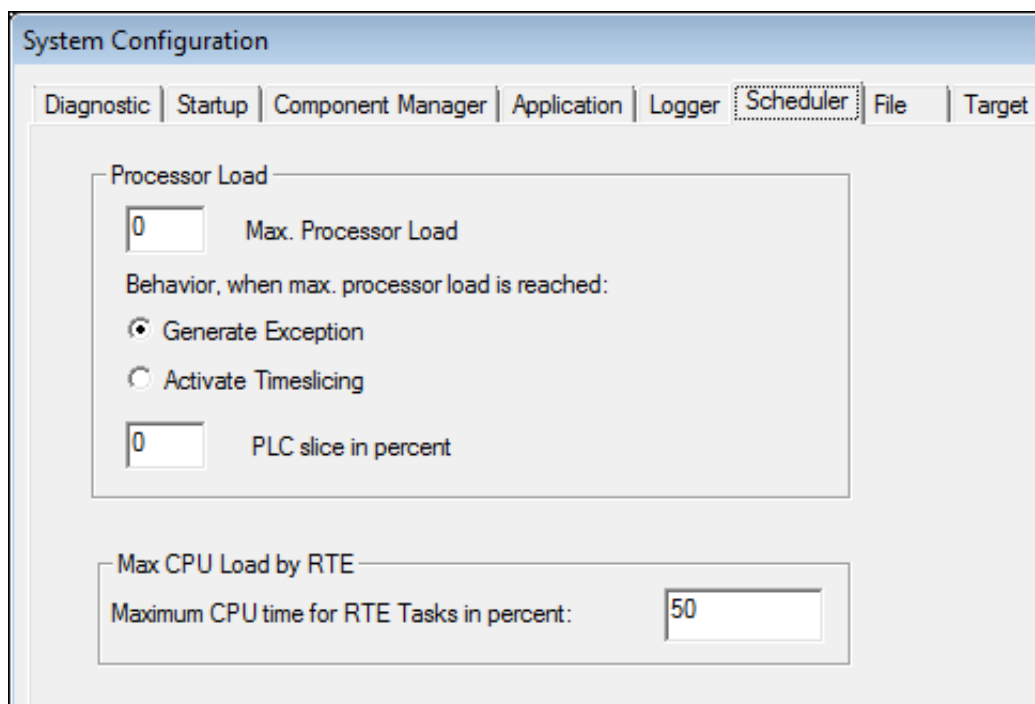 System Configuration
Diagnostic Startup Component Manager Application Logger Scheduler File Target
Processor Load
0 Max. Processor Load
Behavior, when max. processor load is reached:
Generate Exception
Activate Timeslicing
0 PLC slice in percent
Max CPU Load by RTE
Maximum CPU time for RTE Tasks in percent: 50